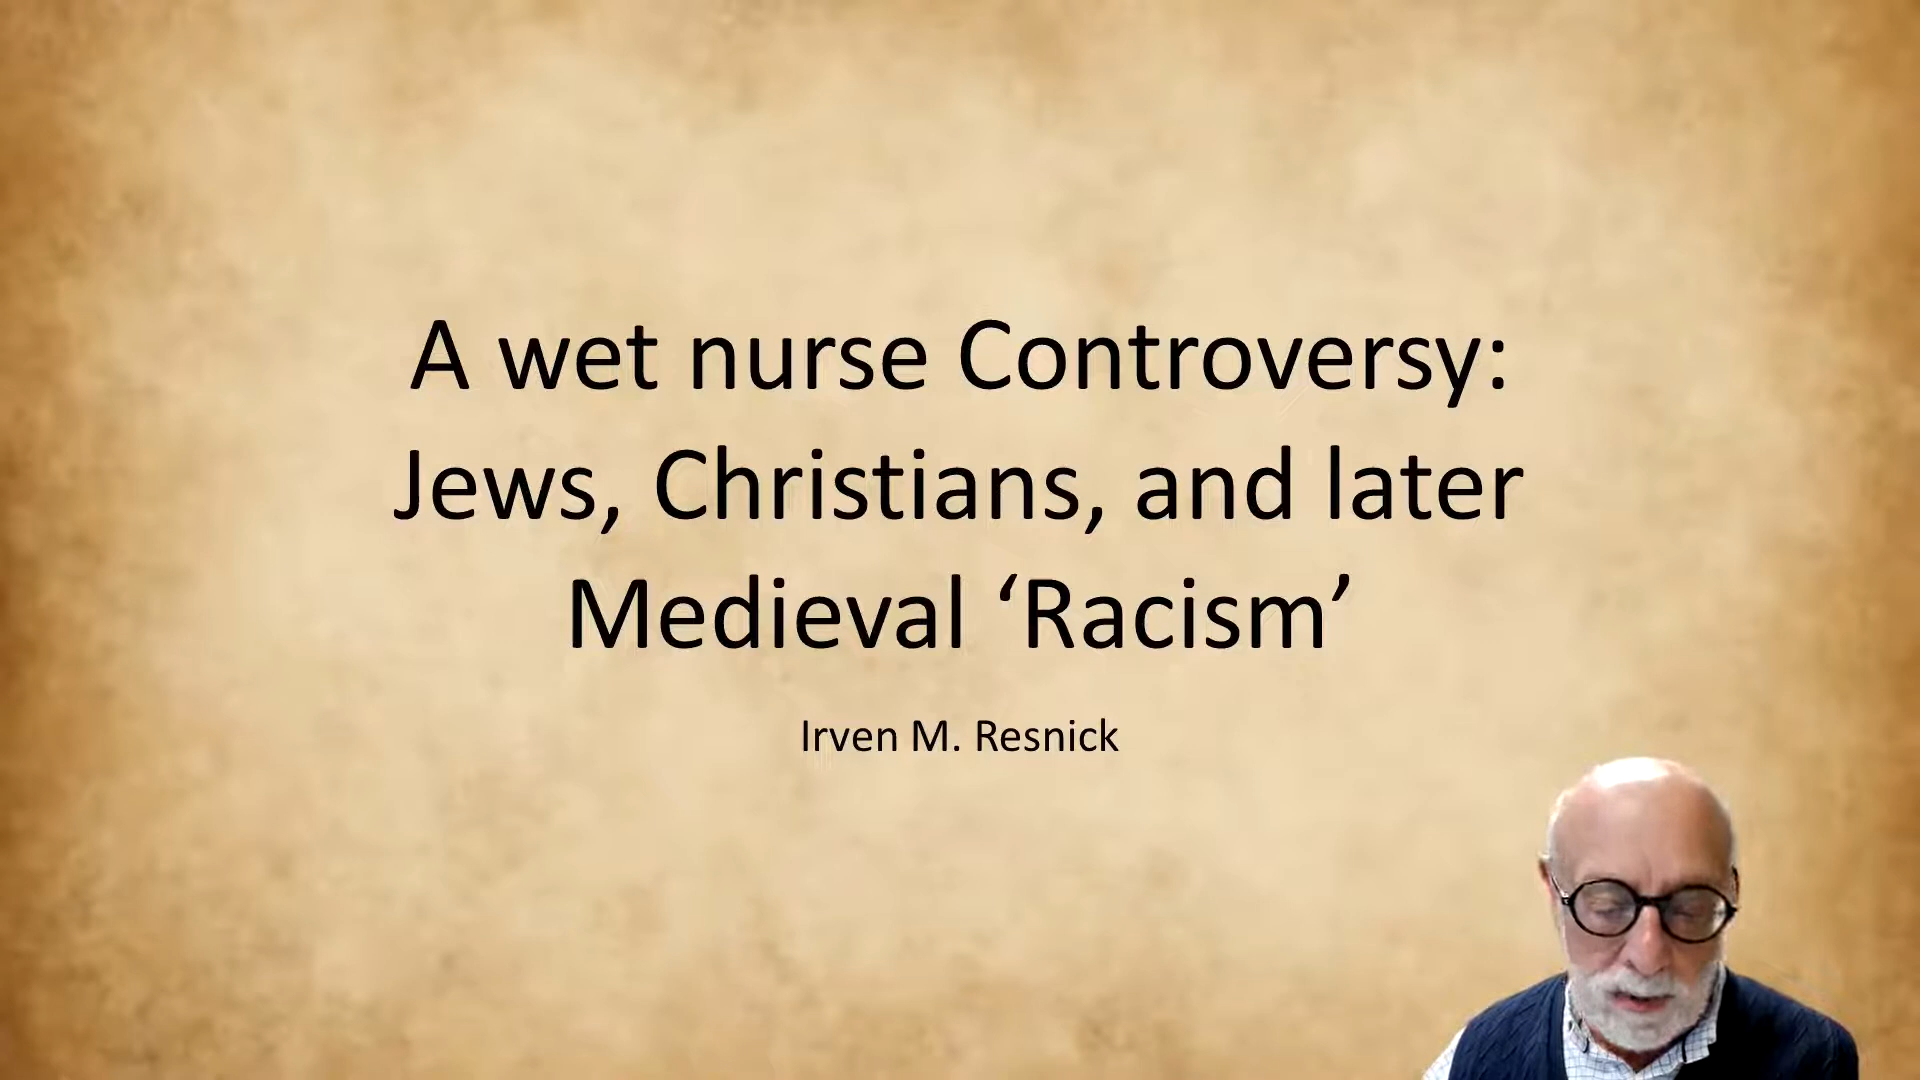 A wet nurse Controversy:
Jews, Christians, and later
Medieval ‘Racism’
Irven M. Resnick